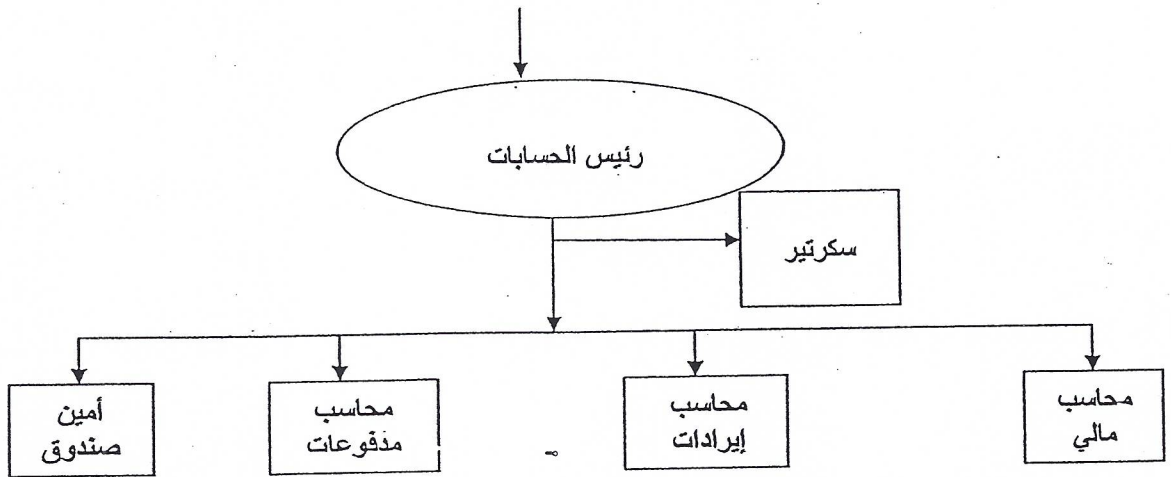 رئيس الحسابات
سكرتير
محاسب
مالي
محاسب
إيرادات
محاسب
مدفوعات
أمين
صندوق